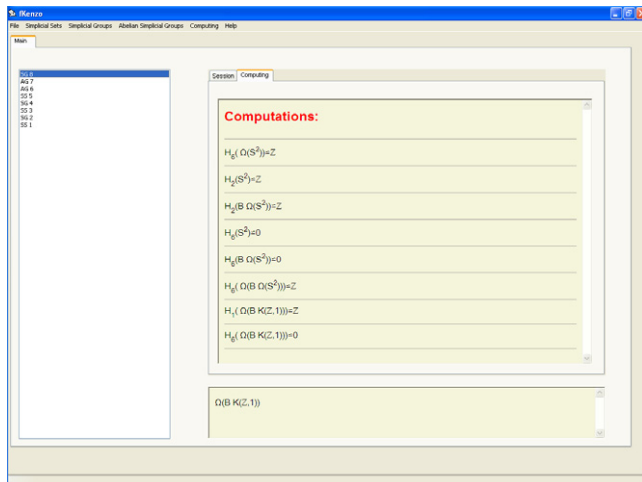 fKenzo
File Simplicial Sets Simplicial Groups Abelian Simplicial Groups Computing Help
Main
SG 8
AG 7
AG 6
SS 5
SG 4
SS 3
SG 2
SS 1
Session Computing
Computations:
H₆( Ω(S²))=Z
H₂(S²)=Z
H₂(B Ω(S²))=Z
H₆(S²)=0
H₆(B Ω(S²))=0
H₆( Ω(B Ω(S²)))=Z
H₁( Ω(B K(Z,1)))=Z
H₆( Ω(B K(Z,1)))=0
Ω(B K(Z,1))